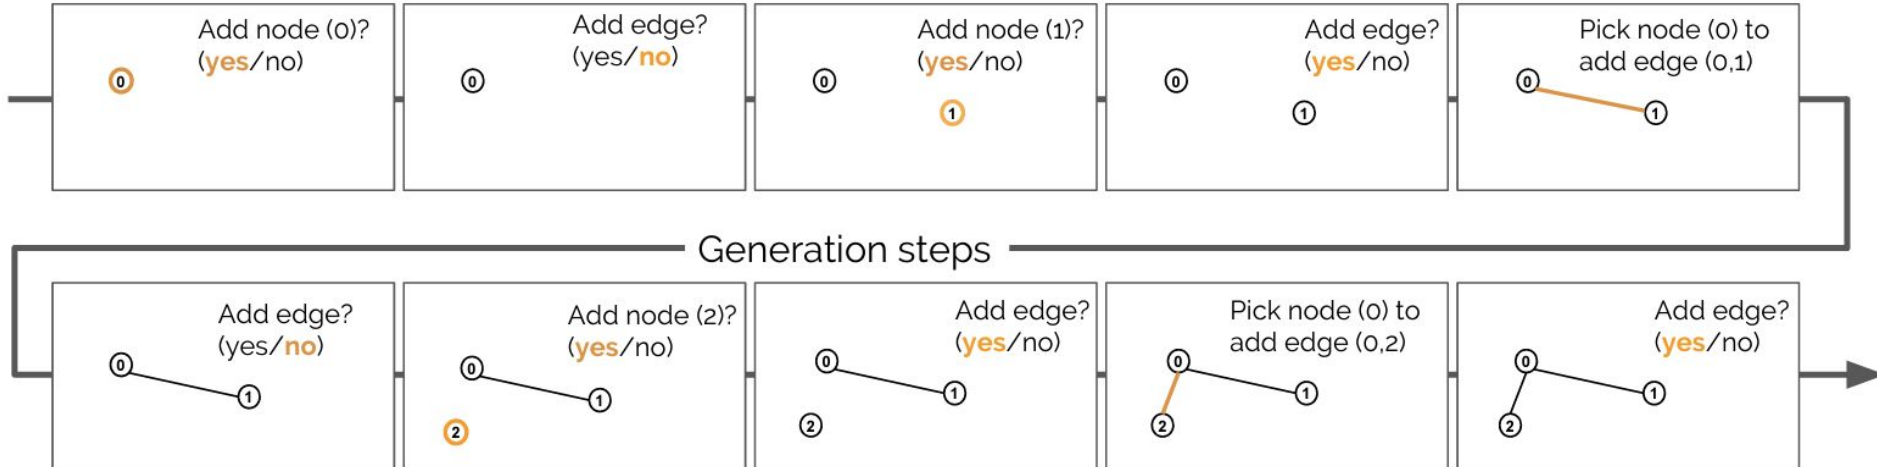 Add node (0)?
(yes/no)
0
Add edge?
(yes/no)
0
Add node (1)?
(yes/no)
0
1
Add edge?
(yes/no)
0
1
Pick node (0) to
add edge (0,1)
0
1
Generation steps
Add edge?
(yes/no)
0
1
Add node (2)?
(yes/no)
0
1
2
Add edge?
(yes/no)
0
1
2
Pick node (0) to
add edge (0,2)
0
1
2
Add edge?
(yes/no)
0
1
2